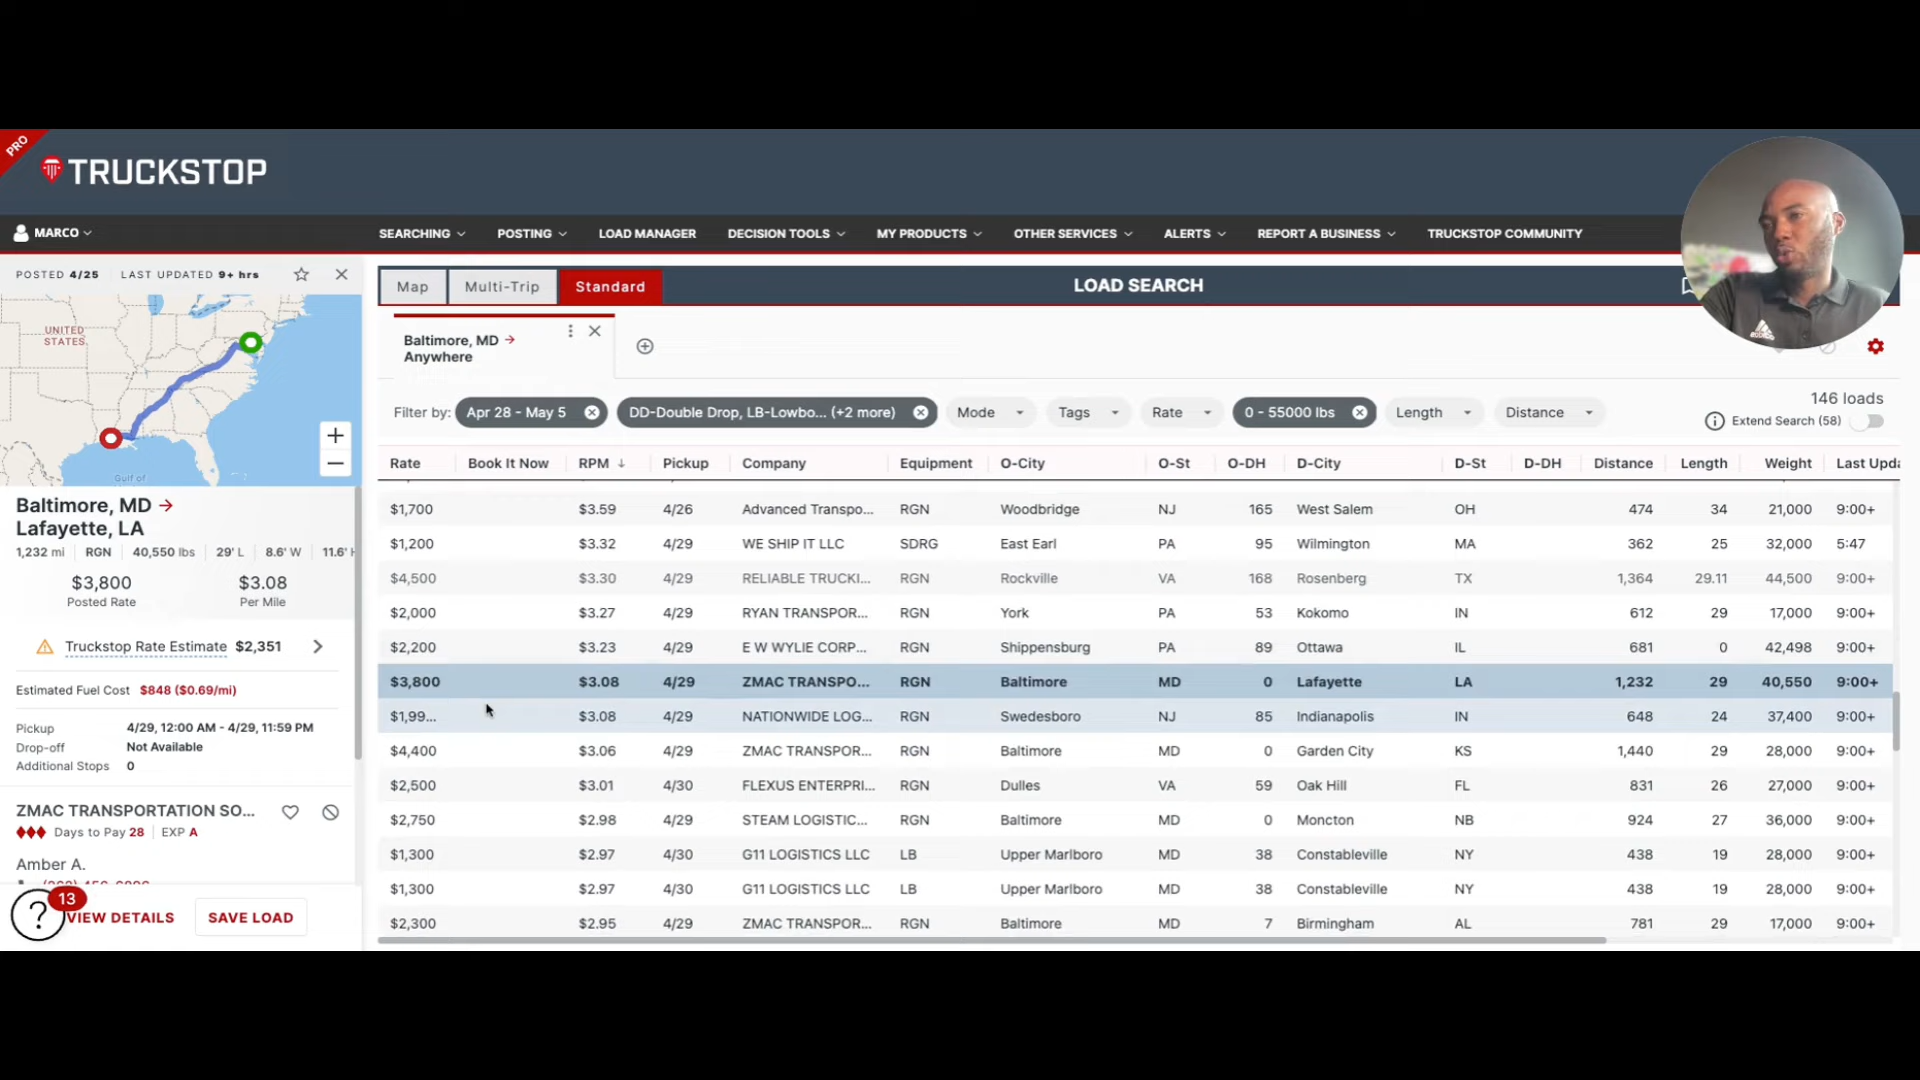 PRO
TRUCKSTOP
MARCO
SEARCHING POSTING LOAD MANAGER DECISION TOOLS MY PRODUCTS OTHER SERVICES ALERTS REPORT A BUSINESS TRUCKSTOP COMMUNITY
POSTED 4/25 LAST UPDATED 9+ hrs
UNITED
STATES
Gulf of
+
−
Baltimore, MD →
Lafayette, LA
1,232 mi RGN 40,550 lbs 29' L 8.6' W 11.6' H
$3,800 $3.08
Posted Rate Per Mile
Truckstop Rate Estimate $2,351
Estimated Fuel Cost $848 ($0.69/mi)
Pickup 4/29, 12:00 AM - 4/29, 11:59 PM
Drop-off Not Available
Additional Stops 0
ZMAC TRANSPORTATION SO...
Days to Pay 28 EXP A
Amber A.
? 13 VIEW DETAILS SAVE LOAD
Map Multi-Trip Standard LOAD SEARCH
Baltimore, MD →
Anywhere
Filter by: Apr 28 - May 5 DD-Double Drop, LB-Lowbo... (+2 more) Mode Tags Rate 0 - 55000 lbs Length Distance
146 loads
Extend Search (58)
Rate Book It Now RPM ↓ Pickup Company Equipment O-City O-St O-DH D-City D-St D-DH Distance Length Weight Last Upda
$1,700 $3.59 4/26 Advanced Transpo... RGN Woodbridge NJ 165 West Salem OH 474 34 21,000 9:00+
$1,200 $3.32 4/29 WE SHIP IT LLC SDRG East Earl PA 95 Wilmington MA 362 25 32,000 5:47
$4,500 $3.30 4/29 RELIABLE TRUCKI... RGN Rockville VA 168 Rosenberg TX 1,364 29.11 44,500 9:00+
$2,000 $3.27 4/29 RYAN TRANSPOR... RGN York PA 53 Kokomo IN 612 29 17,000 9:00+
$2,200 $3.23 4/29 E W WYLIE CORP... RGN Shippensburg PA 89 Ottawa IL 681 0 42,498 9:00+
$3,800 $3.08 4/29 ZMAC TRANSPO... RGN Baltimore MD 0 Lafayette LA 1,232 29 40,550 9:00+
$1,99... $3.08 4/29 NATIONWIDE LOG... RGN Swedesboro NJ 85 Indianapolis IN 648 24 37,400 9:00+
$4,400 $3.06 4/29 ZMAC TRANSPOR... RGN Baltimore MD 0 Garden City KS 1,440 29 28,000 9:00+
$2,500 $3.01 4/30 FLEXUS ENTERPRI... RGN Dulles VA 59 Oak Hill FL 831 26 27,000 9:00+
$2,750 $2.98 4/29 STEAM LOGISTIC... RGN Baltimore MD 0 Moncton NB 924 27 36,000 9:00+
$1,300 $2.97 4/30 G11 LOGISTICS LLC LB Upper Marlboro MD 38 Constableville NY 438 19 28,000 9:00+
$1,300 $2.97 4/30 G11 LOGISTICS LLC LB Upper Marlboro MD 38 Constableville NY 438 19 28,000 9:00+
$2,300 $2.95 4/29 ZMAC TRANSPOR... RGN Baltimore MD 7 Birmingham AL 781 29 17,000 9:00+